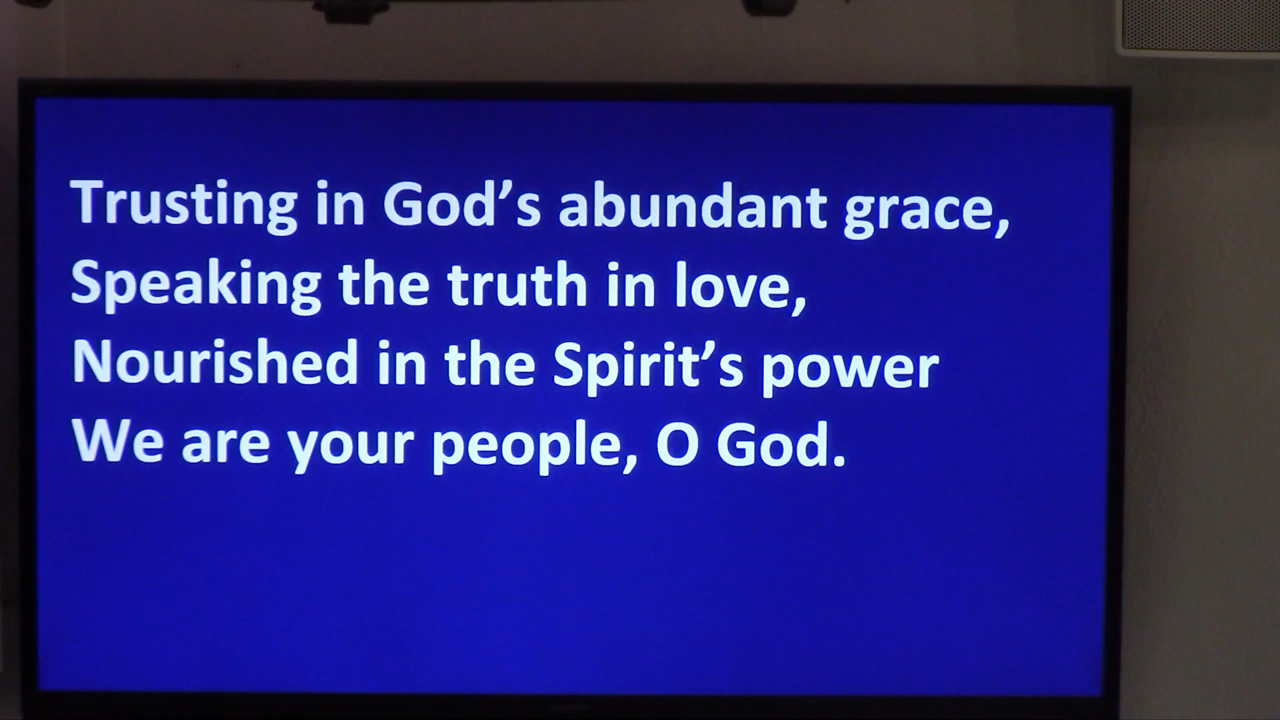 Trusting in God’s abundant grace,
Speaking the truth in love,
Nourished in the Spirit’s power
We are your people, O God.